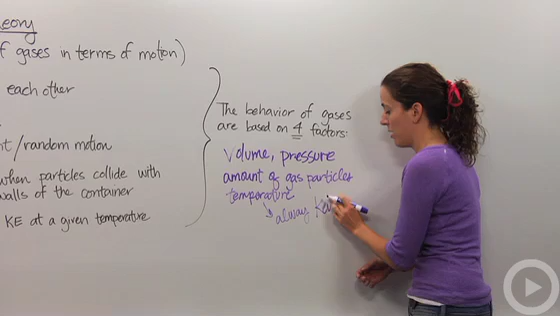 eory
f gases in terms of motion)
each other
t/random motion
when particles collide with
walls of the container
KE at a given temperature
The behavior of gases
are based on 4 factors:
Volume, pressure
amount of gas particles
temperature
alway Kel